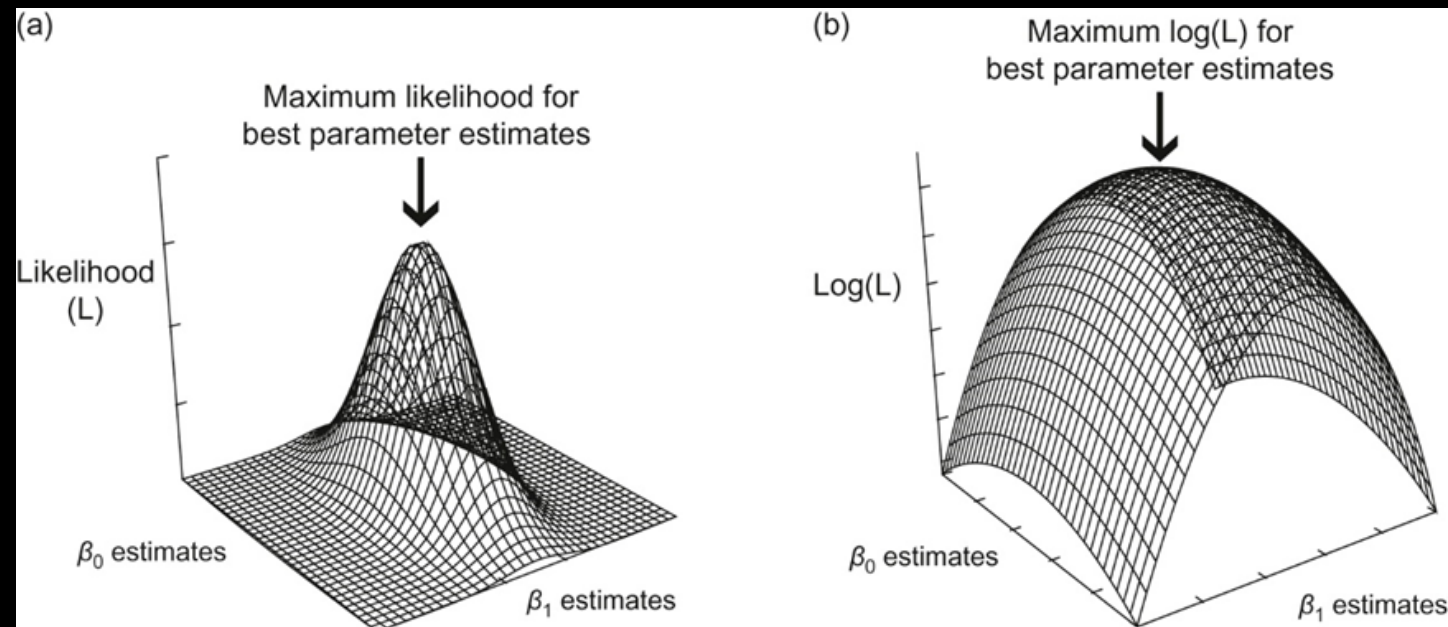 (a)
Maximum likelihood for
best parameter estimates
Likelihood
(L)
β₀ estimates
β₁ estimates
(b)
Maximum log(L) for
best parameter estimates
Log(L)
β₀ estimates
β₁ estimates